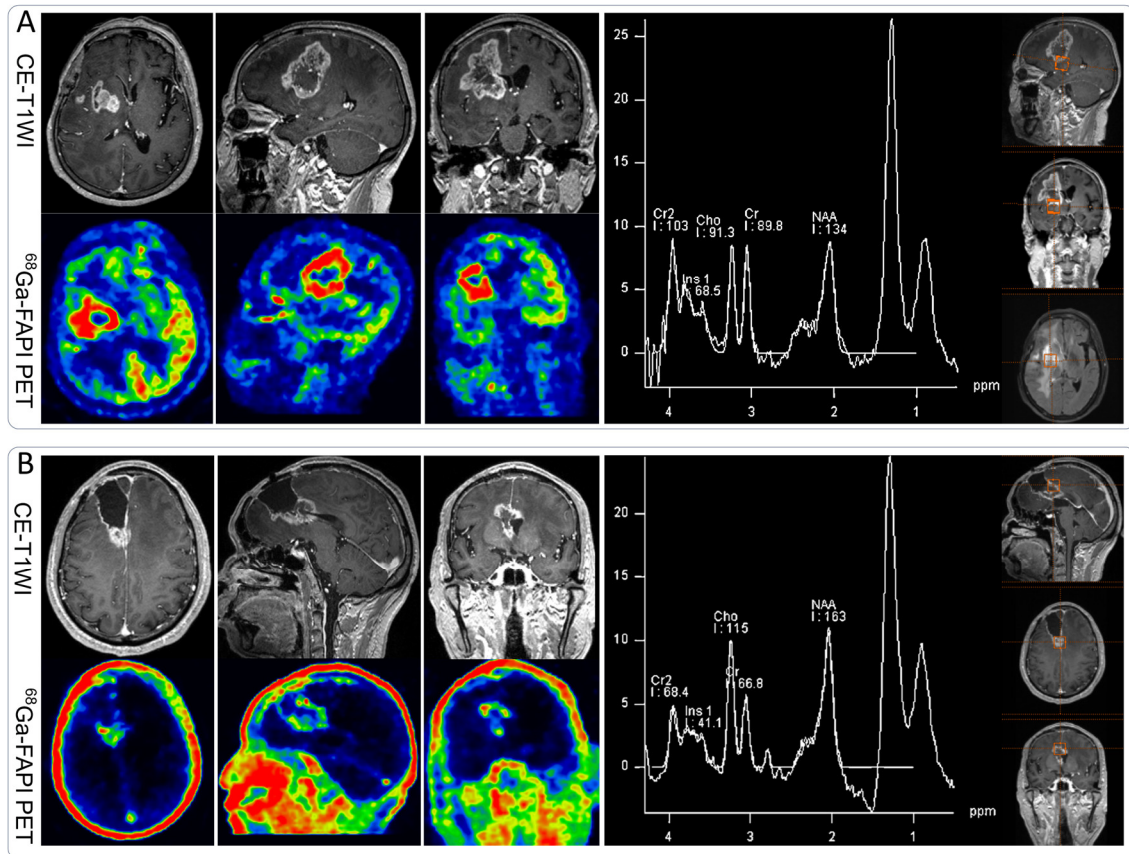 A
CE-T1WI
68Ga-FAPI PET
25
20
15
10
5
0
Cr2
I : 103
Ins 1
I : 68.5
Cho
I : 91.3
Cr
I : 89.8
NAA
I : 134
ppm
4 3 2 1
B
CE-T1WI
68Ga-FAPI PET
20
15
10
5
0
Cr2
I : 68.4
Ins 1
I : 41.1
Cho
I : 115
Cr
I : 66.8
NAA
I : 163
ppm
4 3 2 1